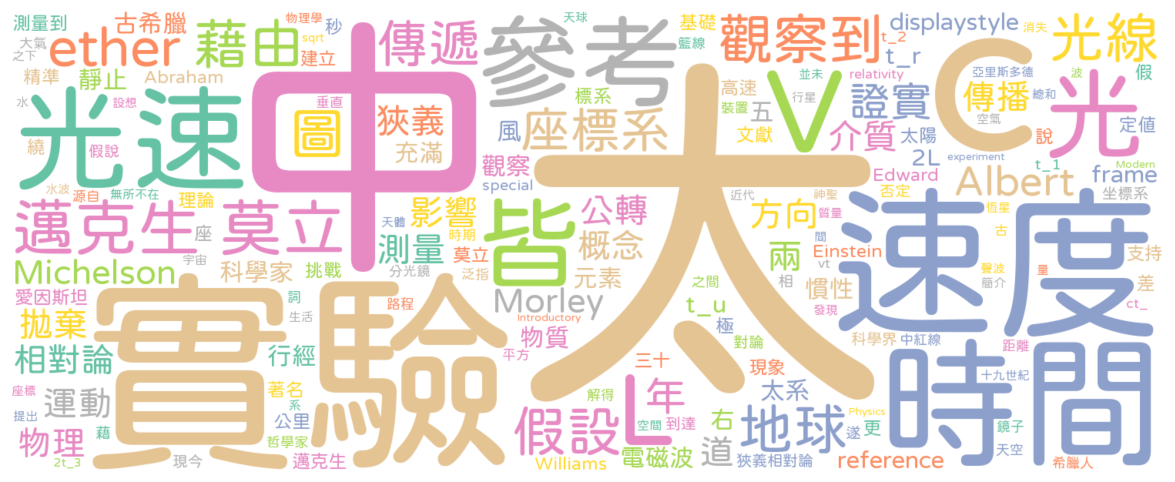 測量到 古希臘 秒 物理學 天球 基礎 displaystyle 消失
大氣 ether 藉由 sqrt 傳遞 參考 藍線 觀察到 t_2 光線
之下 建立 t_r 亞里斯多德 波
精準 靜止 Abraham 標系 高速 relativity 並未 假
水 設想 垂直 狹義 裝置 行星 V 證實 C 傳播 總和 光
光速 中 圖 風 座標系 五 介質 空氣 定值
繞 假說 充滿 文獻 太陽 說
水波 無所不在 觀察 2L experiment t_1 Modern
源自 理論 special 太 近代 神聖 Edward 否定 Albert frame
邁克生 座 莫立 天體 影響 皆 公轉 質量 方向 恆星 古 座標系
宇宙 時期 測量 莫立 概念 間 兩 Einstein 速度 聲波 支持
Michelson 科學家 挑戰 分光鏡 泛指 元素 相 vt 量 簡介 差
愛因斯坦 詞 路程 Morley 之間 慣性 發現 ct_
拋棄 生活 Introductory t_u 極 科學界 中紅線 距離
相對論 實驗 行經 物質 平方 對論 時間
座標 著名 三十 現象 太系 十九世紀
提出 運動 系 公里 L 年 解得 右 Physics
物理 藉 哲學家 假設 空間 到達 道 地球 遂 更 鏡子
2t_3 現今 邁克生 Williams 電磁波 狹義相對論 reference 天空 希臘人